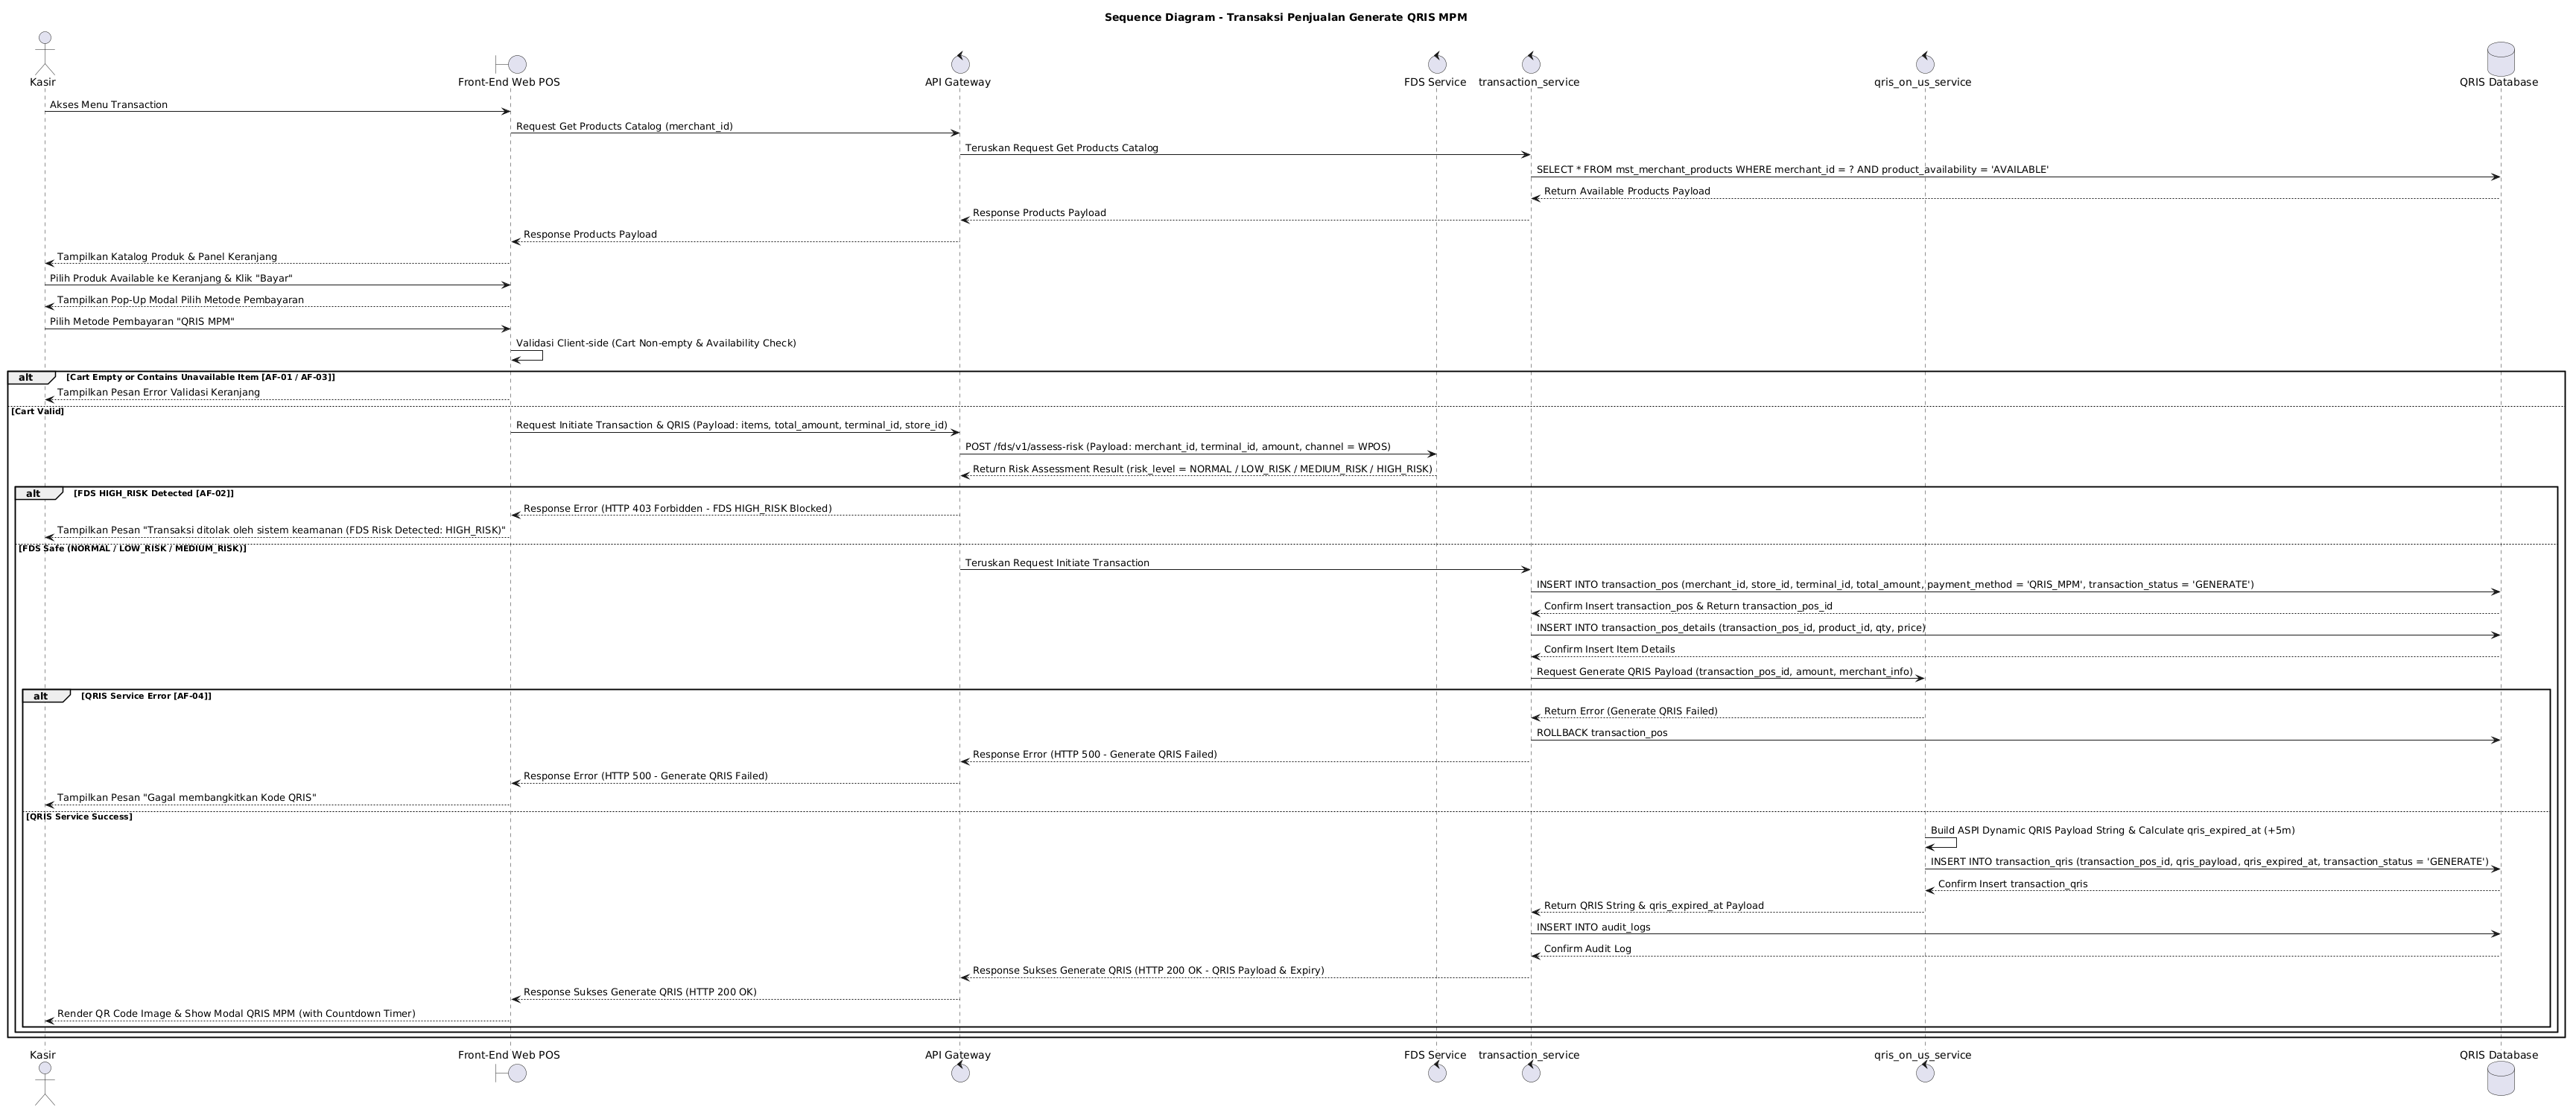 Sequence Diagram - Transaksi Penjualan Generate QRIS MPM
Kasir
Front-End Web POS
API Gateway
FDS Service
transaction_service
qris_on_us_service
QRIS Database
Akses Menu Transaction
Request Get Products Catalog (merchant_id)
Teruskan Request Get Products Catalog
SELECT * FROM mst_merchant_products WHERE merchant_id = ? AND product_availability = 'AVAILABLE'
Return Available Products Payload
Response Products Payload
Response Products Payload
Tampilkan Katalog Produk & Panel Keranjang
Pilih Produk Available ke Keranjang & Klik "Bayar"
Tampilkan Pop-Up Modal Pilih Metode Pembayaran
Pilih Metode Pembayaran "QRIS MPM"
Validasi Client-side (Cart Non-empty & Availability Check)
alt [Cart Empty or Contains Unavailable Item [AF-01 / AF-03]]
Tampilkan Pesan Error Validasi Keranjang
[Cart Valid]
Request Initiate Transaction & QRIS (Payload: items, total_amount, terminal_id, store_id)
POST /fds/v1/assess-risk (Payload: merchant_id, terminal_id, amount, channel = WPOS)
Return Risk Assessment Result (risk_level = NORMAL / LOW_RISK / MEDIUM_RISK / HIGH_RISK)
alt [FDS HIGH_RISK Detected [AF-02]]
Response Error (HTTP 403 Forbidden - FDS HIGH_RISK Blocked)
Tampilkan Pesan "Transaksi ditolak oleh sistem keamanan (FDS Risk Detected: HIGH_RISK)"
[FDS Safe (NORMAL / LOW_RISK / MEDIUM_RISK)]
Teruskan Request Initiate Transaction
INSERT INTO transaction_pos (merchant_id, store_id, terminal_id, total_amount, payment_method = 'QRIS_MPM', transaction_status = 'GENERATE')
Confirm Insert transaction_pos & Return transaction_pos_id
INSERT INTO transaction_pos_details (transaction_pos_id, product_id, qty, price)
Confirm Insert Item Details
Request Generate QRIS Payload (transaction_pos_id, amount, merchant_info)
alt [QRIS Service Error [AF-04]]
Return Error (Generate QRIS Failed)
ROLLBACK transaction_pos
Response Error (HTTP 500 - Generate QRIS Failed)
Response Error (HTTP 500 - Generate QRIS Failed)
Tampilkan Pesan "Gagal membangkitkan Kode QRIS"
[QRIS Service Success]
Build ASPI Dynamic QRIS Payload String & Calculate qris_expired_at (+5m)
INSERT INTO transaction_qris (transaction_pos_id, qris_payload, qris_expired_at, transaction_status = 'GENERATE')
Confirm Insert transaction_qris
Return QRIS String & qris_expired_at Payload
INSERT INTO audit_logs
Confirm Audit Log
Response Sukses Generate QRIS (HTTP 200 OK - QRIS Payload & Expiry)
Response Sukses Generate QRIS (HTTP 200 OK)
Render QR Code Image & Show Modal QRIS MPM (with Countdown Timer)
Kasir
Front-End Web POS
API Gateway
FDS Service
transaction_service
qris_on_us_service
QRIS Database